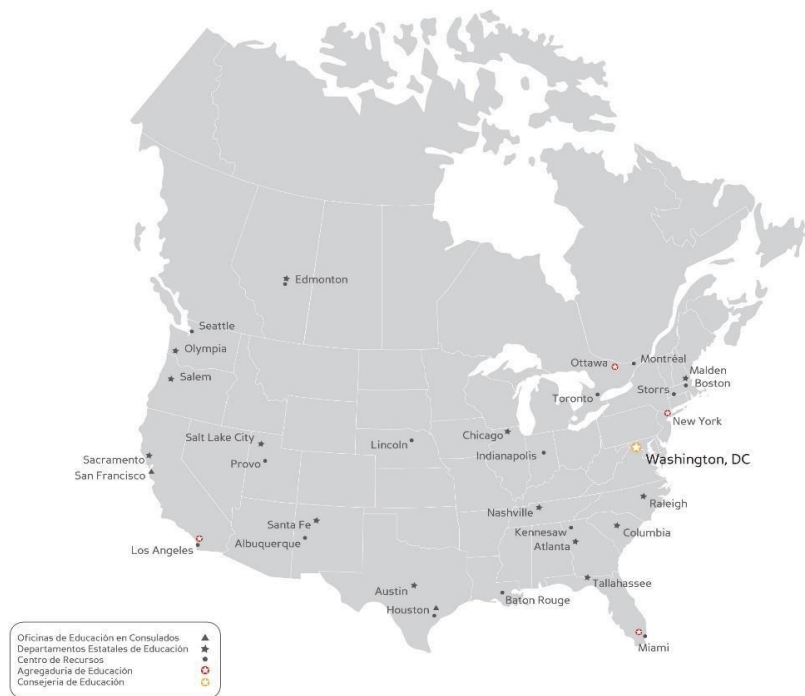 Edmonton
Seattle
Olympia
Salem
Ottawa
Montréal
Malden
Boston
Toronto
Storrs
New York
Salt Lake City
Provo
Lincoln
Chicago
Indianapolis
Washington, DC
Sacramento
San Francisco
Nashville
Raleigh
Santa Fe
Albuquerque
Kennesaw
Atlanta
Columbia
Los Angeles
Austin
Houston
Baton Rouge
Tallahassee
Miami
Oficinas de Educación en Consulados
Departamentos Estatales de Educación
Centro de Recursos
Agregaduría de Educación
Consejería de Educación